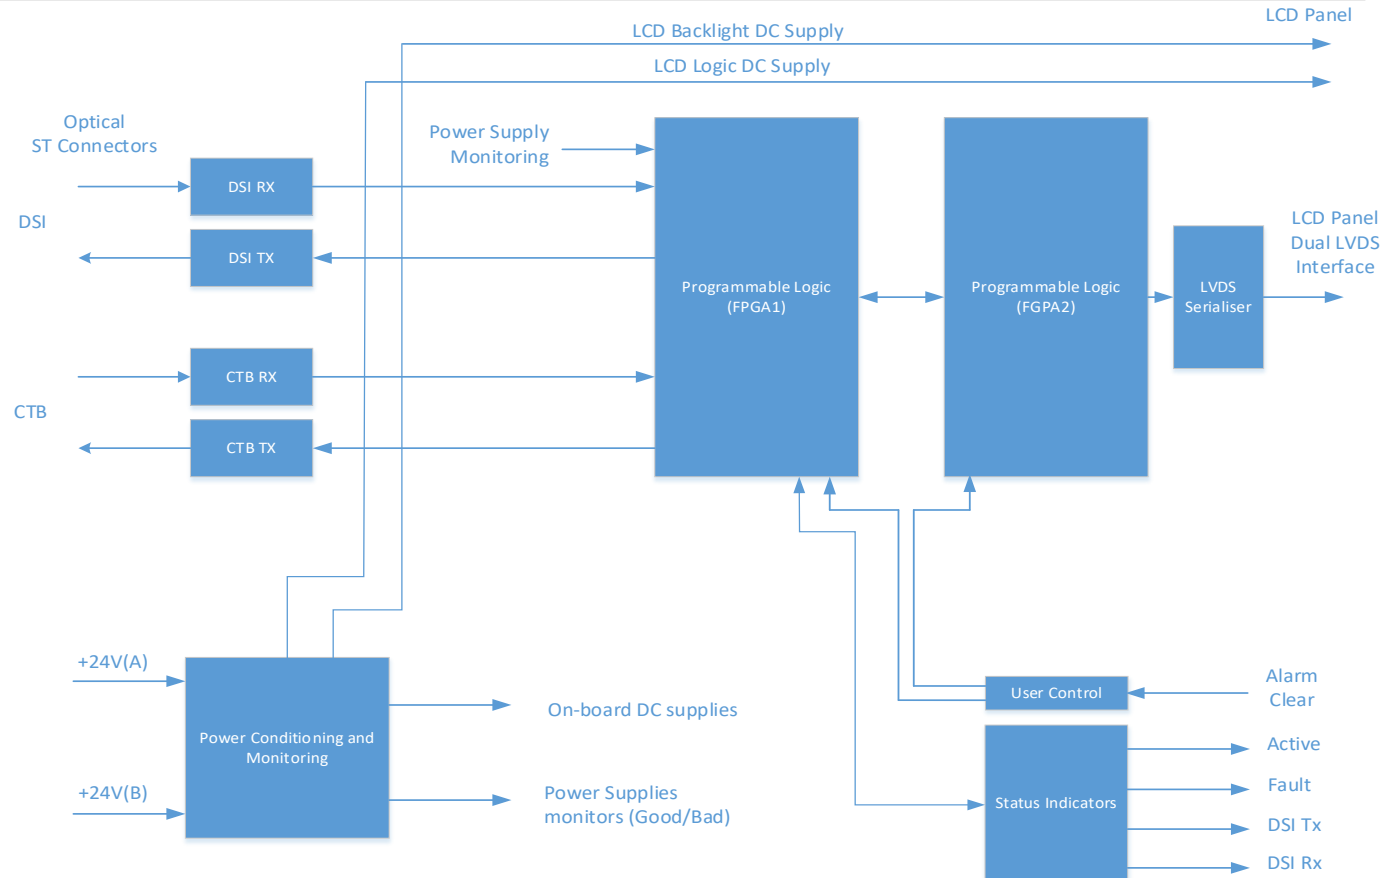 LCD Panel
LCD Backlight DC Supply
LCD Logic DC Supply
Optical
ST Connectors
Power Supply
Monitoring
DSI RX
DSI
DSI TX
LCD Panel
Dual LVDS
Interface
Programmable Logic
(FPGA1)
Programmable Logic
(FGPA2)
LVDS
Serialiser
CTB RX
CTB
CTB TX
+24V(A)
Alarm
Clear
User Control
On-board DC supplies
Power Conditioning and
Monitoring
Active
+24V(B)
Power Supplies
monitors (Good/Bad)
Fault
Status Indicators
DSI Tx
DSI Rx